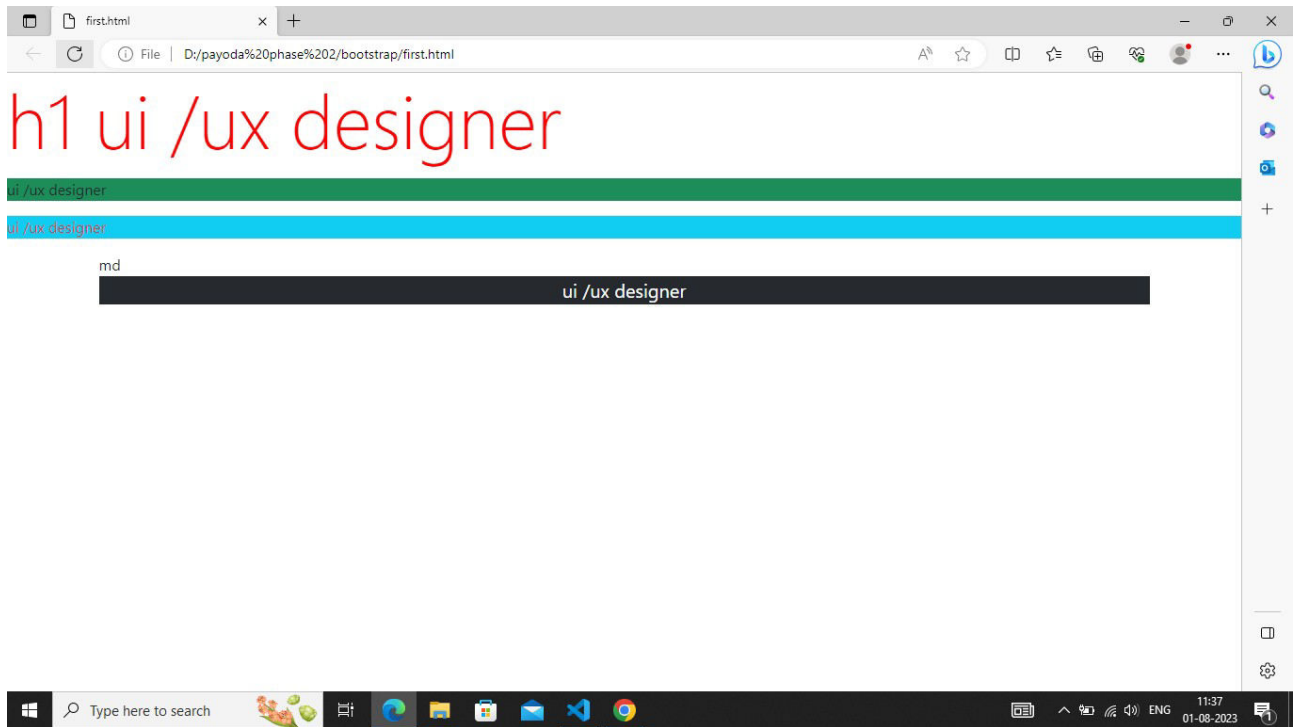 first.html
File | D:/payoda%20phase%202/bootstrap/first.html
h1 ui /ux designer
ui /ux designer
ui /ux designer
md
ui /ux designer
Type here to search
ENG
11:37
01-08-2023
1